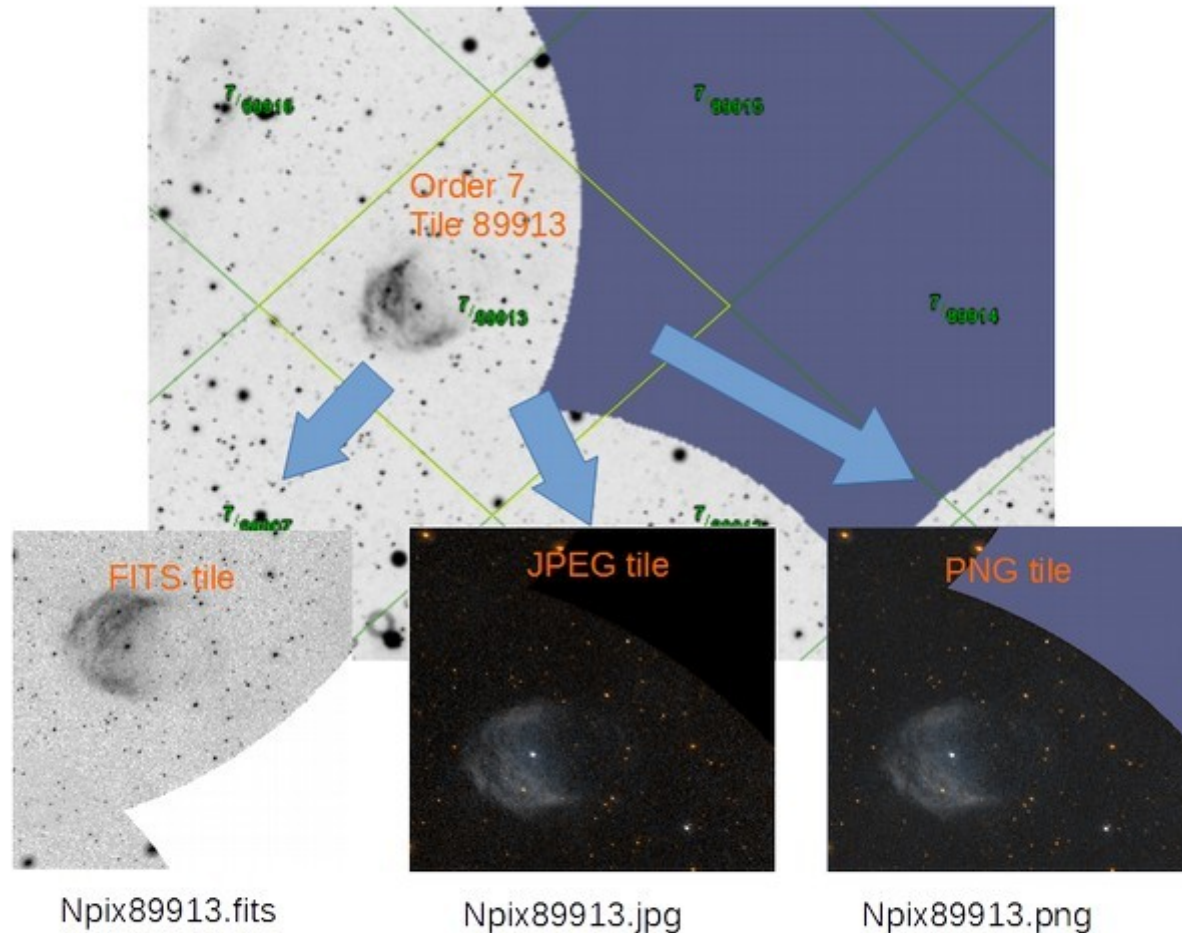 7/89916
7/89915
Order 7
Tile 89913
7/89913
7/89914
FITS tile
JPEG tile
PNG tile
Npix89913.fits
Npix89913.jpg
Npix89913.png